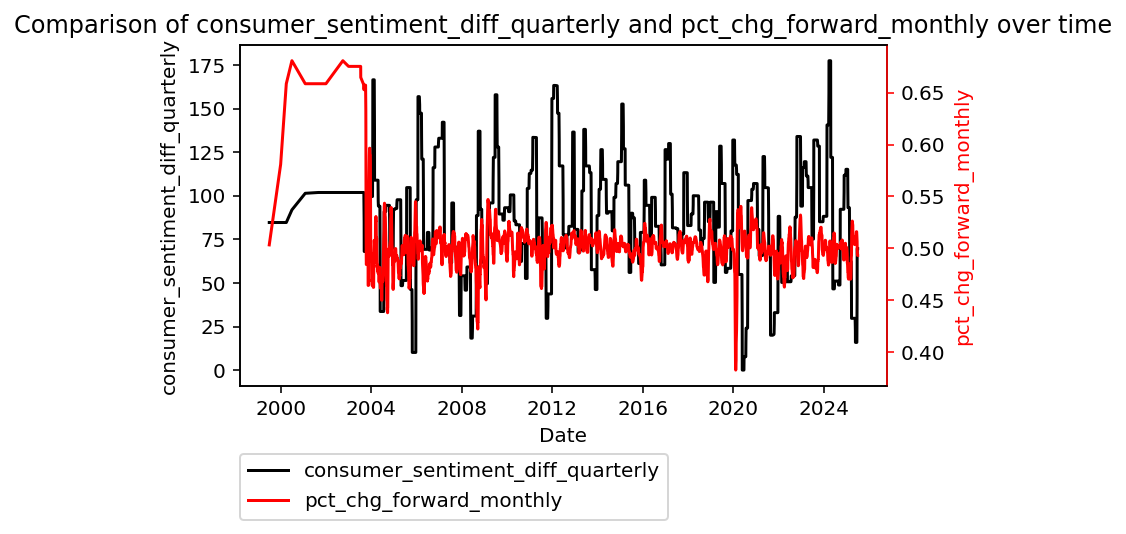 Comparison of consumer_sentiment_diff_quarterly and pct_chg_forward_monthly over time
consumer_sentiment_diff_quarterly
175
150
125
100
75
50
25
0
0.65
0.60
0.55
0.50
0.45
0.40
pct_chg_forward_monthly
2000 2004 2008 2012 2016 2020 2024
Date
consumer_sentiment_diff_quarterly
pct_chg_forward_monthly